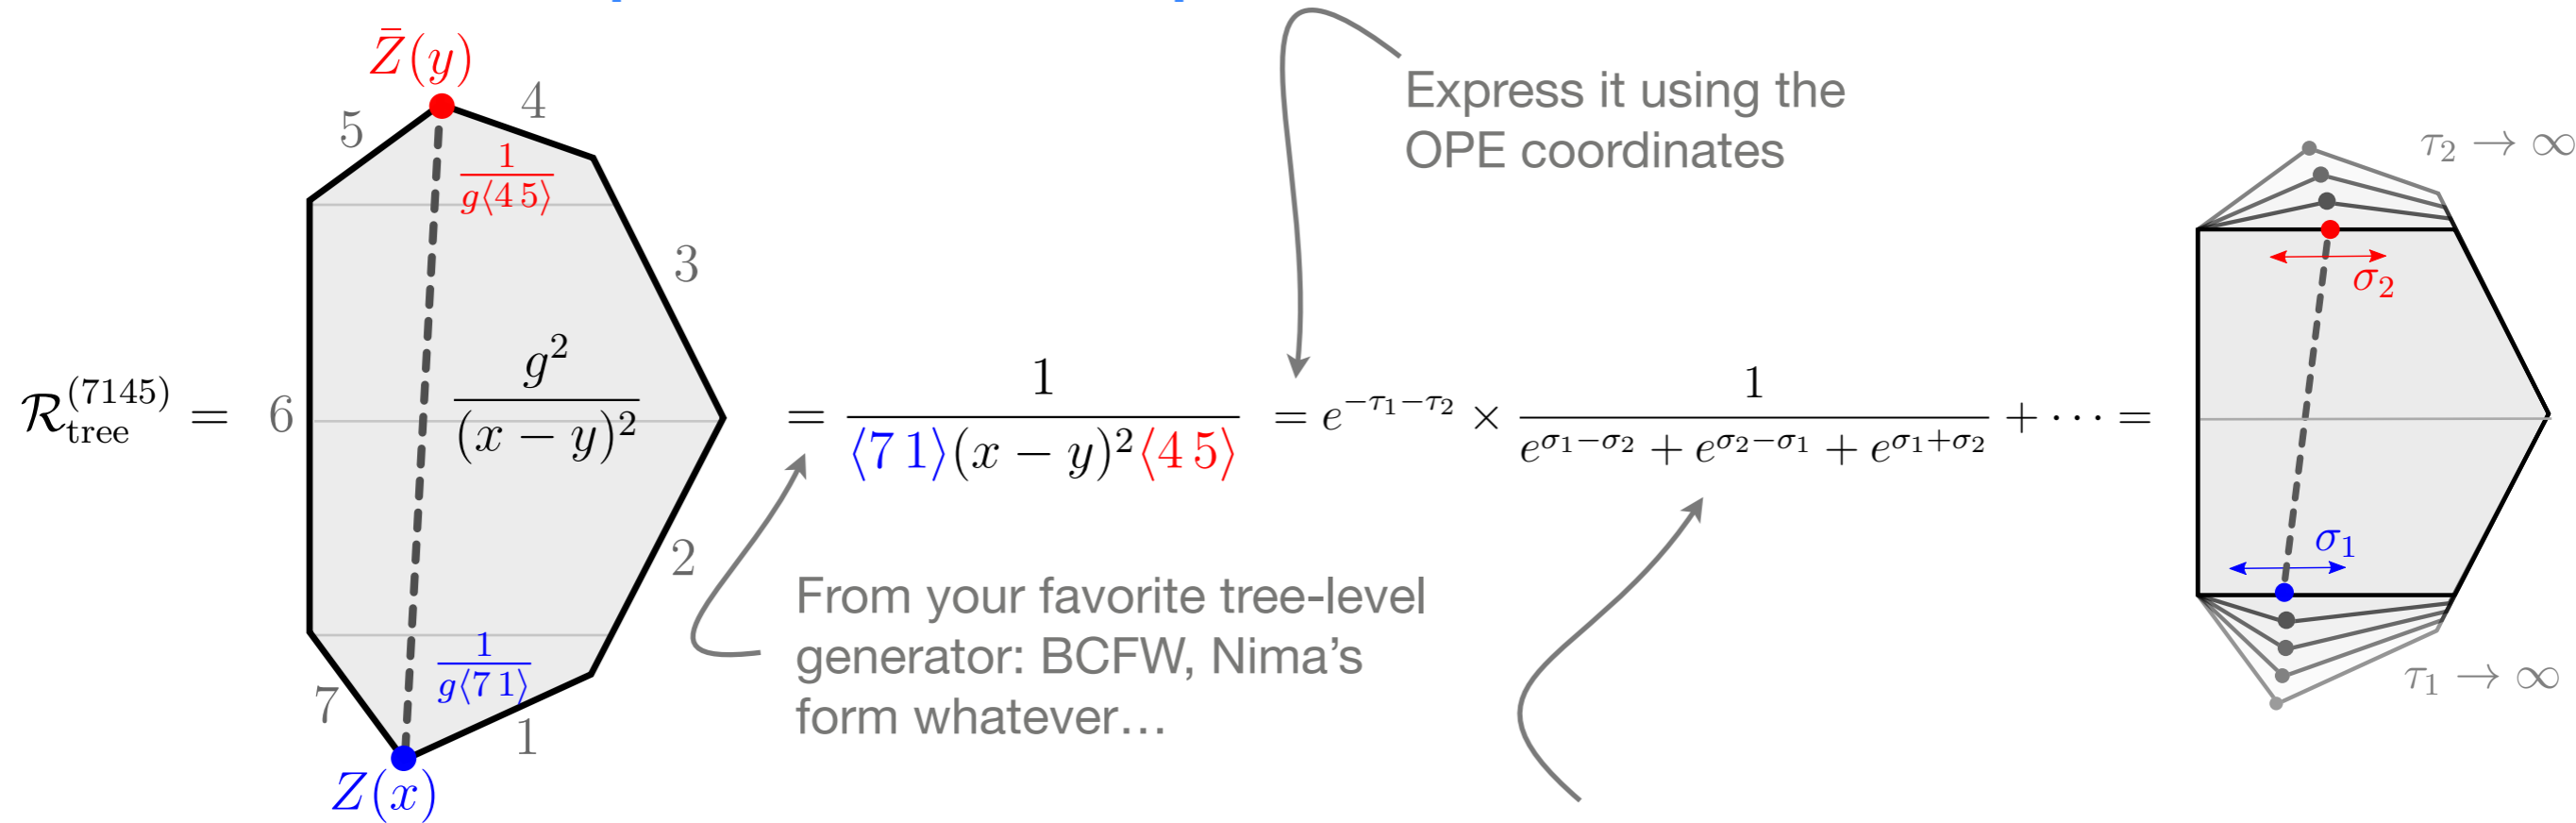 Z̄(y)
5
4
1/(g⟨4 5⟩)
3
Express it using the
OPE coordinates
τ₂ → ∞
σ₂
R_tree^(7145) = 6 g²/(x − y)² = 1/(⟨7 1⟩(x − y)²⟨4 5⟩) = e^(−τ₁−τ₂) × 1/(e^(σ₁−σ₂) + e^(σ₂−σ₁) + e^(σ₁+σ₂)) + ··· =
2
σ₁
From your favorite tree-level
generator: BCFW, Nima's
form whatever…
1/(g⟨7 1⟩)
7
1
τ₁ → ∞
Z(x)